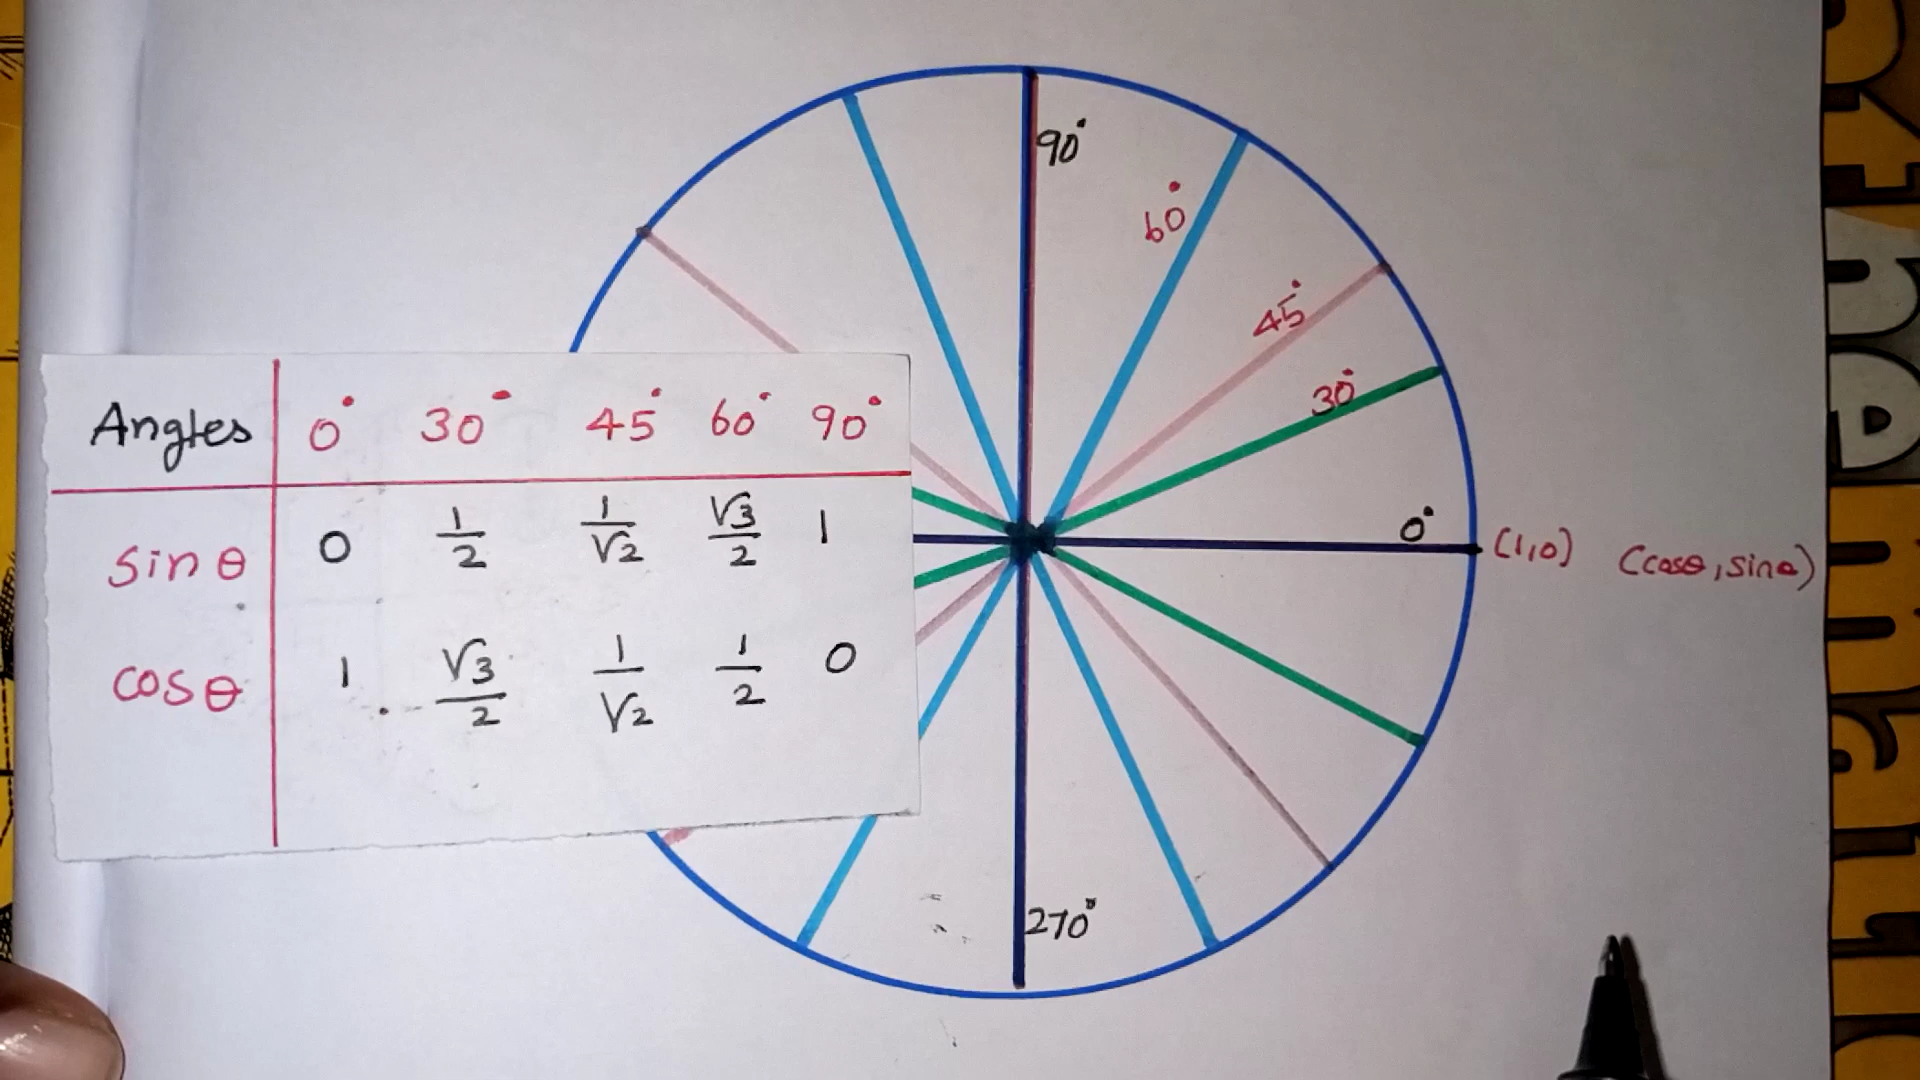 90°
60°
45°
30°
0°
(1,0) (cosθ, sinθ)
270°
Angles 0° 30° 45° 60° 90°
sin θ 0 1/2 1/√2 √3/2 1
cos θ 1 √3/2 1/√2 1/2 0